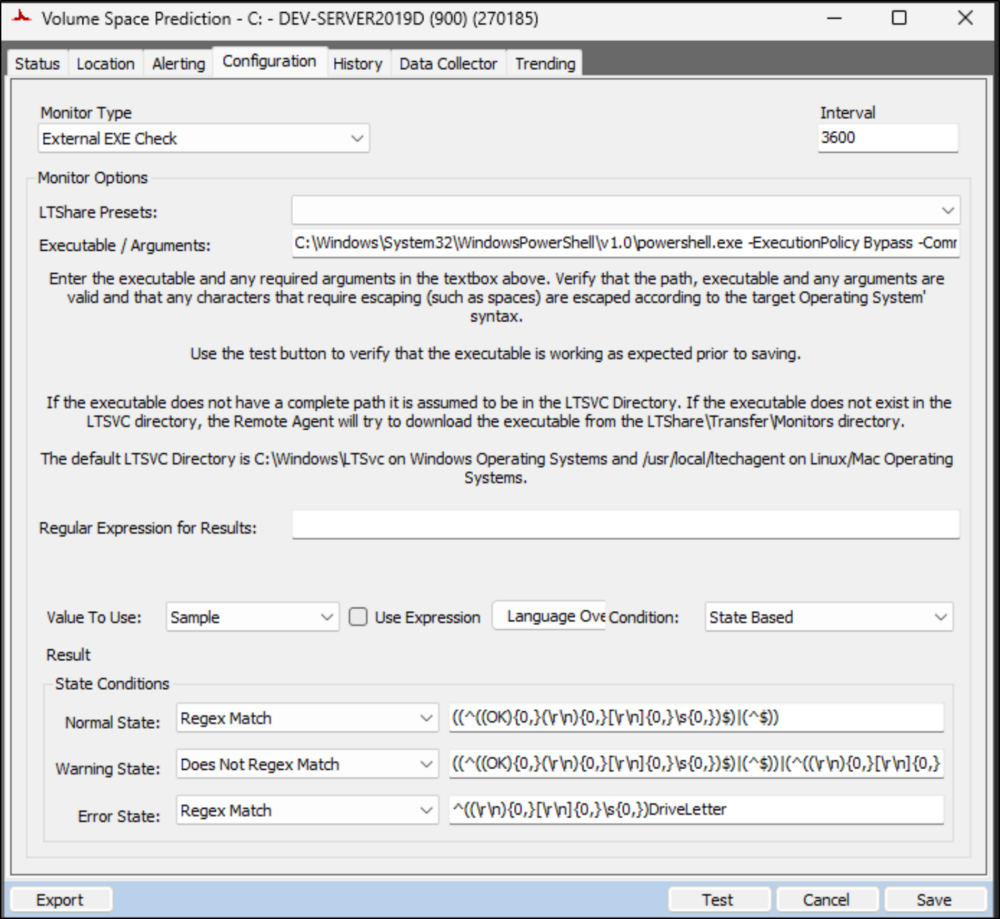 Volume Space Prediction - C: - DEV-SERVER2019D (900) (270185)
Status Location Alerting Configuration History Data Collector Trending
Monitor Type Interval
External EXE Check 3600
Monitor Options
LTShare Presets:
Executable / Arguments: C:\Windows\System32\WindowsPowerShell\v1.0\powershell.exe -ExecutionPolicy Bypass -Comm
Enter the executable and any required arguments in the textbox above. Verify that the path, executable and any arguments are
valid and that any characters that require escaping (such as spaces) are escaped according to the target Operating System'
syntax.
Use the test button to verify that the executable is working as expected prior to saving.
If the executable does not have a complete path it is assumed to be in the LTSVC Directory. If the executable does not exist in the
LTSVC directory, the Remote Agent will try to download the executable from the LTShare\Transfer\Monitors directory.
The default LTSVC Directory is C:\Windows\LTSvc on Windows Operating Systems and /usr/local/ltechagent on Linux/Mac Operating
Systems.
Regular Expression for Results:
Value To Use: Sample Use Expression Language Ove Condition: State Based
Result
State Conditions
Normal State: Regex Match ((^((OK){0,}(\r\n){0,}[\r\n]{0,}\s{0,})$)|(^$))
Warning State: Does Not Regex Match ((^((OK){0,}(\r\n){0,}[\r\n]{0,}\s{0,})$)|(^$))|(^((\r\n){0,}[\r\n]{0,}
Error State: Regex Match ^((\r\n){0,}[\r\n]{0,}\s{0,})DriveLetter
Export Test Cancel Save